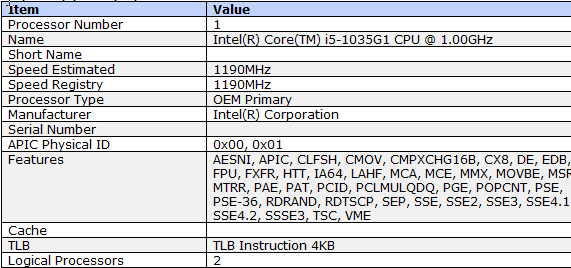 Item Value
Processor Number 1
Name Intel(R) Core(TM) i5-1035G1 CPU @ 1.00GHz
Short Name
Speed Estimated 1190MHz
Speed Registry 1190MHz
Processor Type OEM Primary
Manufacturer Intel(R) Corporation
Serial Number
APIC Physical ID 0x00, 0x01
Features AESNI, APIC, CLFSH, CMOV, CMPXCHG16B, CX8, DE, EDB,
FPU, FXFR, HTT, IA64, LAHF, MCA, MCE, MMX, MOVBE, MSR
MTRR, PAE, PAT, PCID, PCLMULQDQ, PGE, POPCNT, PSE,
PSE-36, RDRAND, RDTSCP, SEP, SSE, SSE2, SSE3, SSE4.1
SSE4.2, SSSE3, TSC, VME
Cache
TLB TLB Instruction 4KB
Logical Processors 2